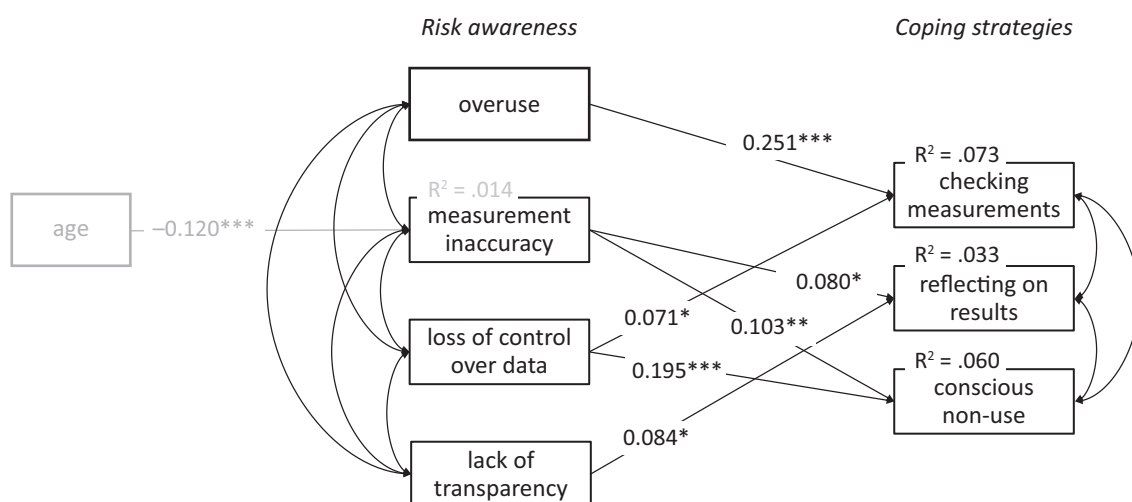 Risk awareness
Coping strategies
overuse
0.251***
R² = .073
checking
measurements
age
−0.120***
R² = .014
measurement
inaccuracy
R² = .033
reflecting on
results
0.080*
0.071*
0.103**
loss of control
over data
0.195***
R² = .060
conscious
non-use
0.084*
lack of
transparency